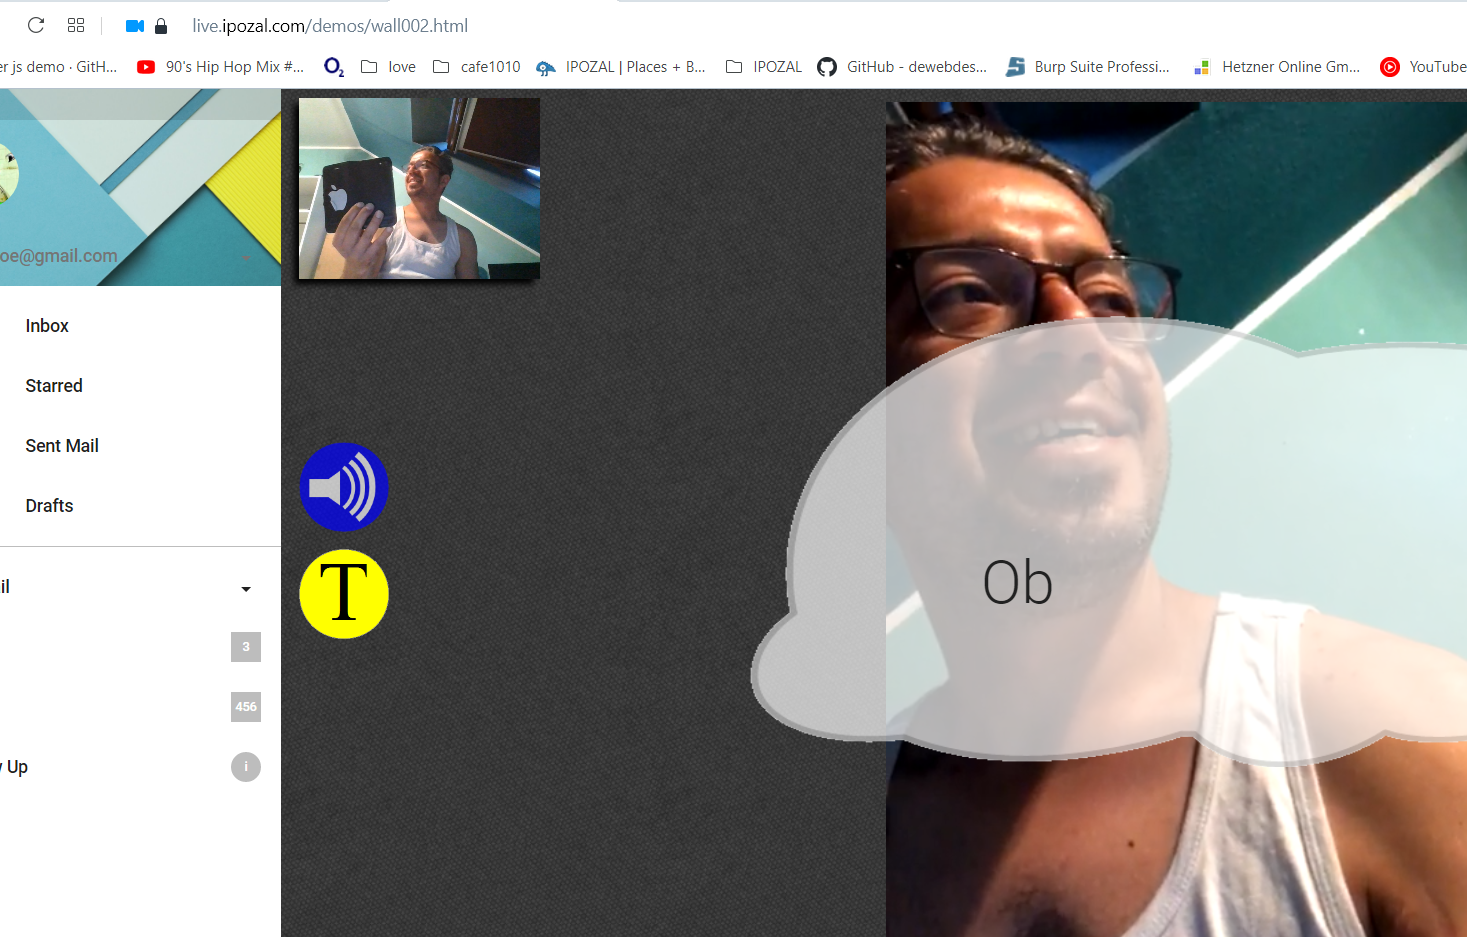 live.ipozal.com/demos/wall002.html
er js demo · GitH...
90's Hip Hop Mix #...
O2
love
cafe1010
IPOZAL | Places + B...
IPOZAL
GitHub - dewebdes...
Burp Suite Professi...
Hetzner Online Gm...
YouTube
oe@gmail.com
Inbox
Starred
Sent Mail
Drafts
il
3
456
Up
i
T
Ob